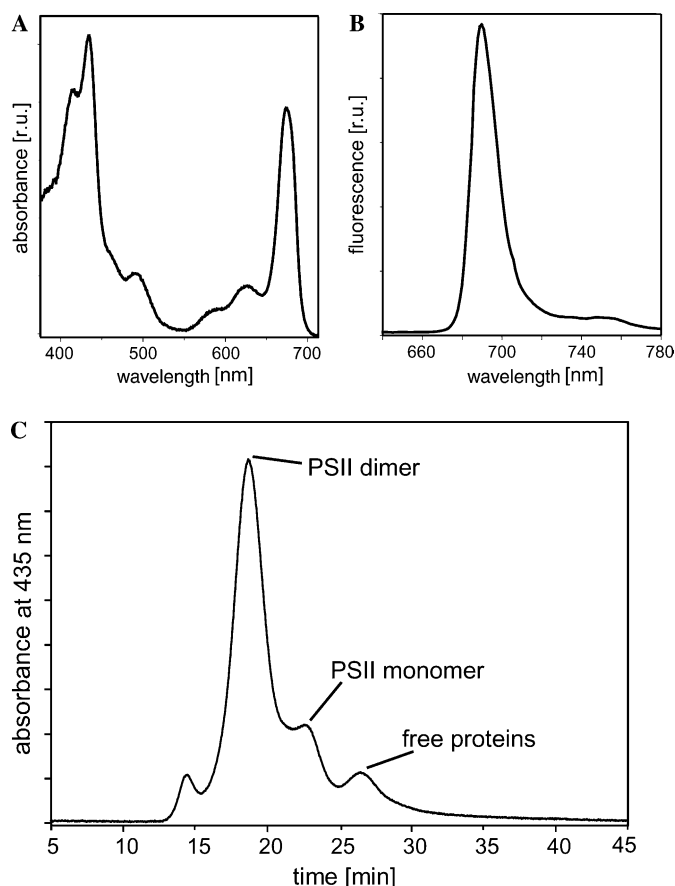 A
absorbance [r.u.]
400 500 600 700
wavelength [nm]
B
fluorescence [r.u.]
660 700 740 780
wavelength [nm]
C
absorbance at 435 nm
PSII dimer
PSII monomer
free proteins
5 10 15 20 25 30 35 40 45
time [min]